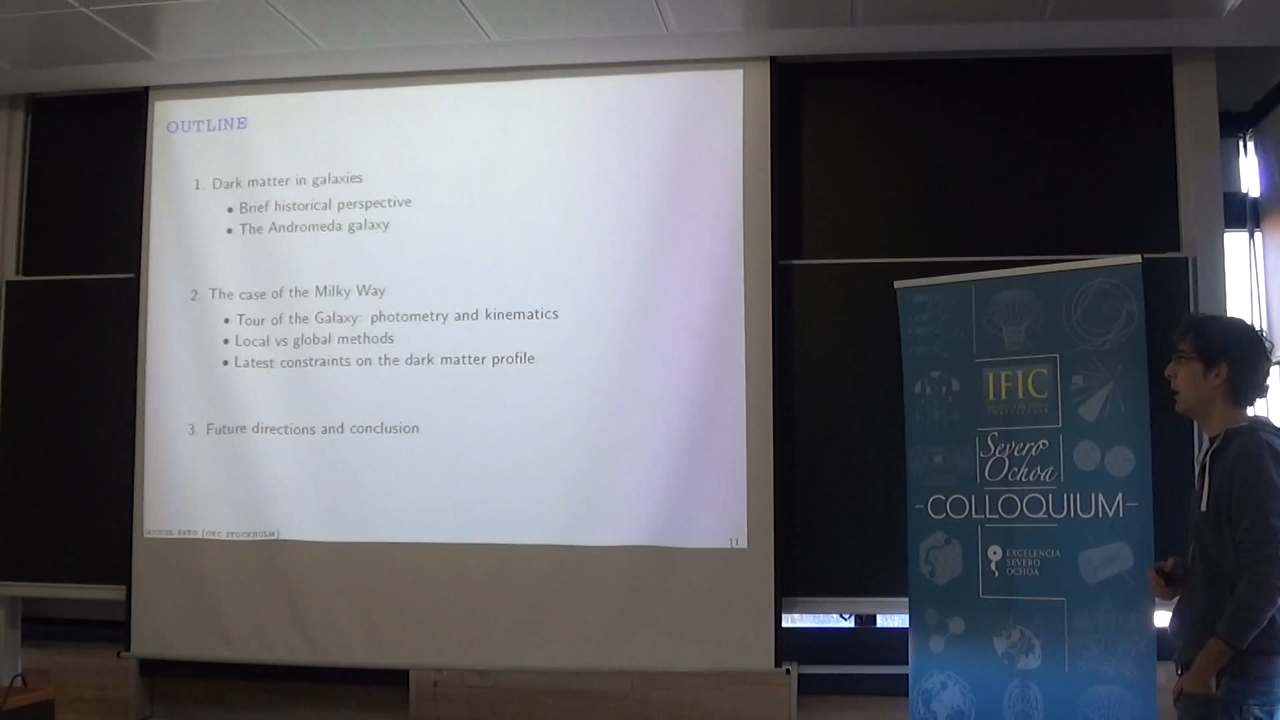 OUTLINE
1. Dark matter in galaxies
• Brief historical perspective
• The Andromeda galaxy
2. The case of the Milky Way
• Tour of the Galaxy: photometry and kinematics
• Local vs global methods
• Latest constraints on the dark matter profile
3. Future directions and conclusion
(OKC STOCKHOLM)
IFIC
Severo
Ochoa
-COLLOQUIUM-
EXCELENCIA
SEVERO
OCHOA